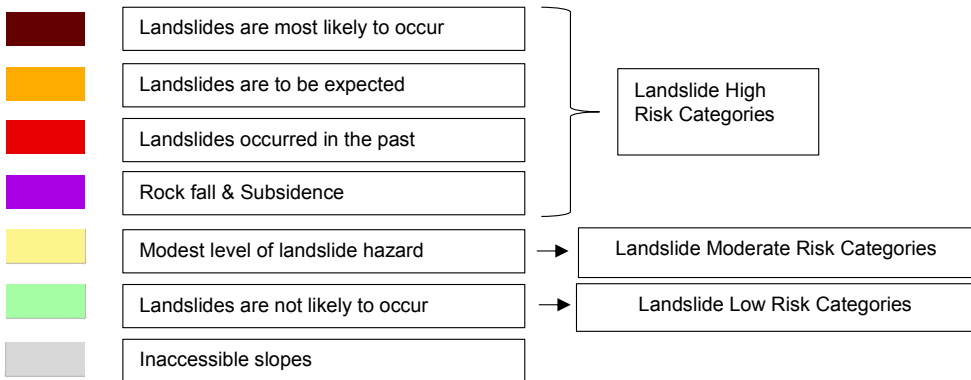 Landslides are most likely to occur
Landslides are to be expected
Landslide High
Risk Categories
Landslides occurred in the past
Rock fall & Subsidence
Modest level of landslide hazard
Landslide Moderate Risk Categories
Landslides are not likely to occur
Landslide Low Risk Categories
Inaccessible slopes